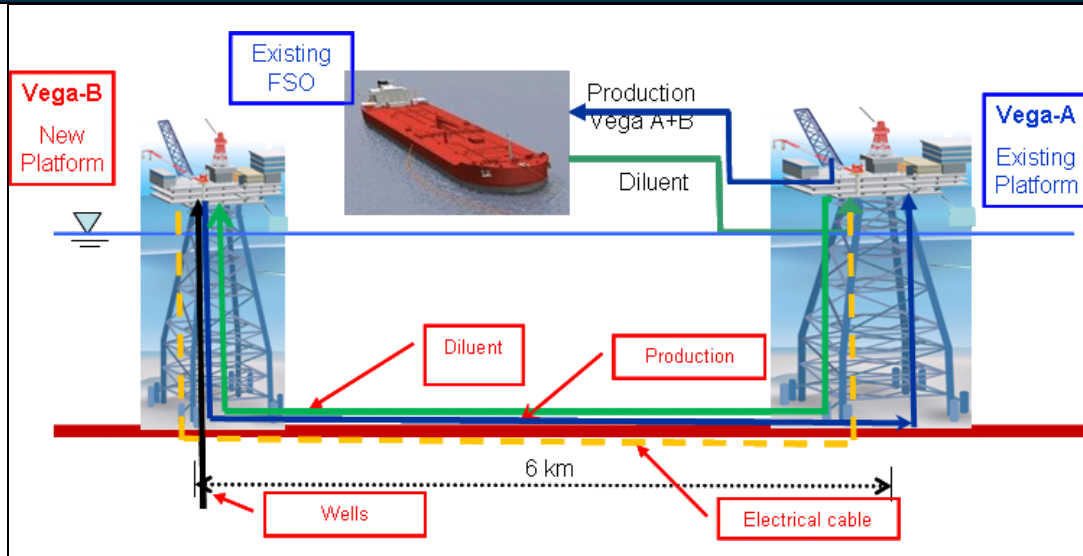 Existing
FSO
Vega-B
New
Platform
Production
Vega A+B
Diluent
Vega-A
Existing
Platform
Diluent
Production
6 km
Wells
Electrical cable